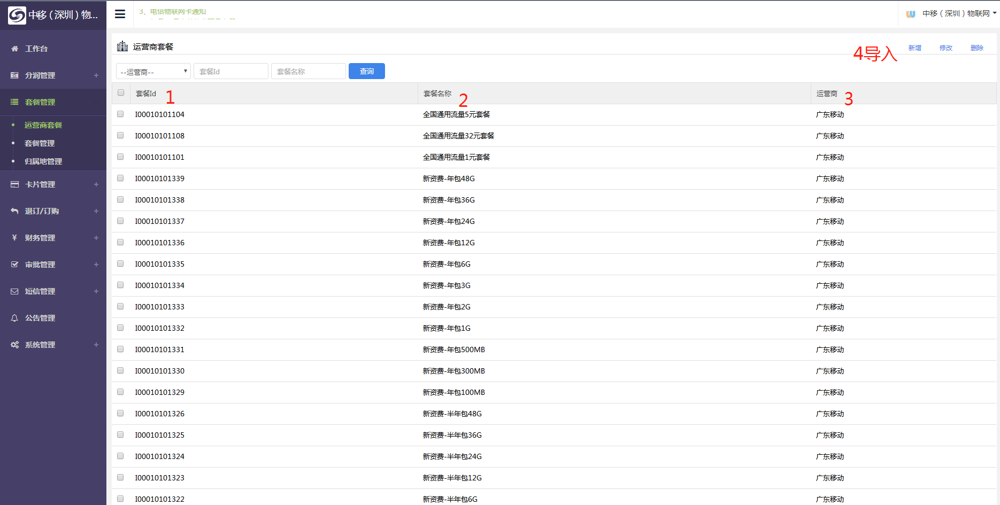 中移（深圳）物...
3、电信物联网卡通知
中移（深圳）物联网
工作台
分润管理
套餐管理
运营商套餐
套餐管理
归属地管理
卡片管理
退订/订购
财务管理
审批管理
短信管理
公告管理
系统管理
运营商套餐
4导入
新增 修改 删除
--运营商-- 套餐Id 套餐名称 查询
套餐Id 1 套餐名称 2 运营商 3
I00010101104 全国通用流量5元套餐 广东移动
I00010101108 全国通用流量32元套餐 广东移动
I00010101101 全国通用流量1元套餐 广东移动
I00010101339 新资费-年包48G 广东移动
I00010101338 新资费-年包36G 广东移动
I00010101337 新资费-年包24G 广东移动
I00010101336 新资费-年包12G 广东移动
I00010101335 新资费-年包6G 广东移动
I00010101334 新资费-年包3G 广东移动
I00010101333 新资费-年包2G 广东移动
I00010101332 新资费-年包1G 广东移动
I00010101331 新资费-年包500MB 广东移动
I00010101330 新资费-年包300MB 广东移动
I00010101329 新资费-年包100MB 广东移动
I00010101326 新资费-半年包48G 广东移动
I00010101325 新资费-半年包36G 广东移动
I00010101324 新资费-半年包24G 广东移动
I00010101323 新资费-半年包12G 广东移动
I00010101322 新资费-半年包6G 广东移动